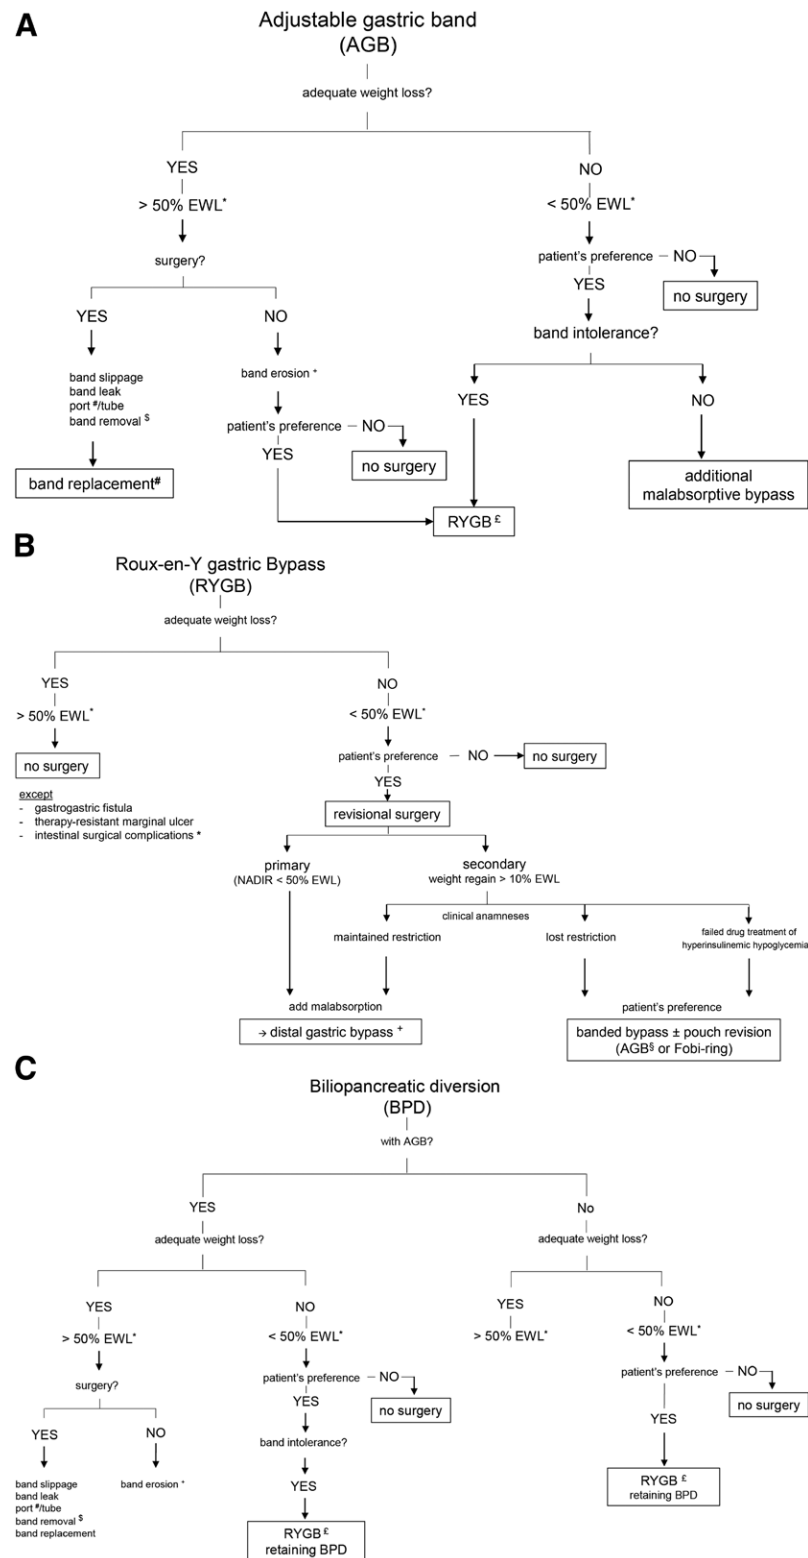 A
Adjustable gastric band
(AGB)
adequate weight loss?
YES
NO
> 50% EWL*
< 50% EWL*
surgery?
patient's preference
NO
YES
no surgery
YES
NO
band intolerance?
band slippage
band leak
port #/tube
band removal $
band erosion +
YES
NO
patient's preference
NO
YES
no surgery
band replacement#
additional
malabsorptive bypass
RYGB £
B
Roux-en-Y gastric Bypass
(RYGB)
adequate weight loss?
YES
NO
> 50% EWL*
< 50% EWL*
no surgery
patient's preference
NO
no surgery
YES
except
- gastrogastric fistula
- therapy-resistant marginal ulcer
- intestinal surgical complications *
revisional surgery
primary
(NADIR < 50% EWL)
secondary
weight regain > 10% EWL
clinical anamneses
maintained restriction
lost restriction
failed drug treatment of
hyperinsulinemic hypoglycemia
add malabsorption
patient's preference
→ distal gastric bypass +
banded bypass ± pouch revision
(AGB§ or Fobi-ring)
C
Biliopancreatic diversion
(BPD)
with AGB?
YES
No
adequate weight loss?
adequate weight loss?
YES
NO
YES
NO
> 50% EWL*
< 50% EWL*
> 50% EWL*
< 50% EWL*
surgery?
patient's preference
NO
patient's preference
NO
YES
no surgery
no surgery
YES
NO
band intolerance?
YES
band slippage
band leak
port #/tube
band removal $
band replacement
band erosion +
YES
RYGB £
retaining BPD
RYGB £
retaining BPD